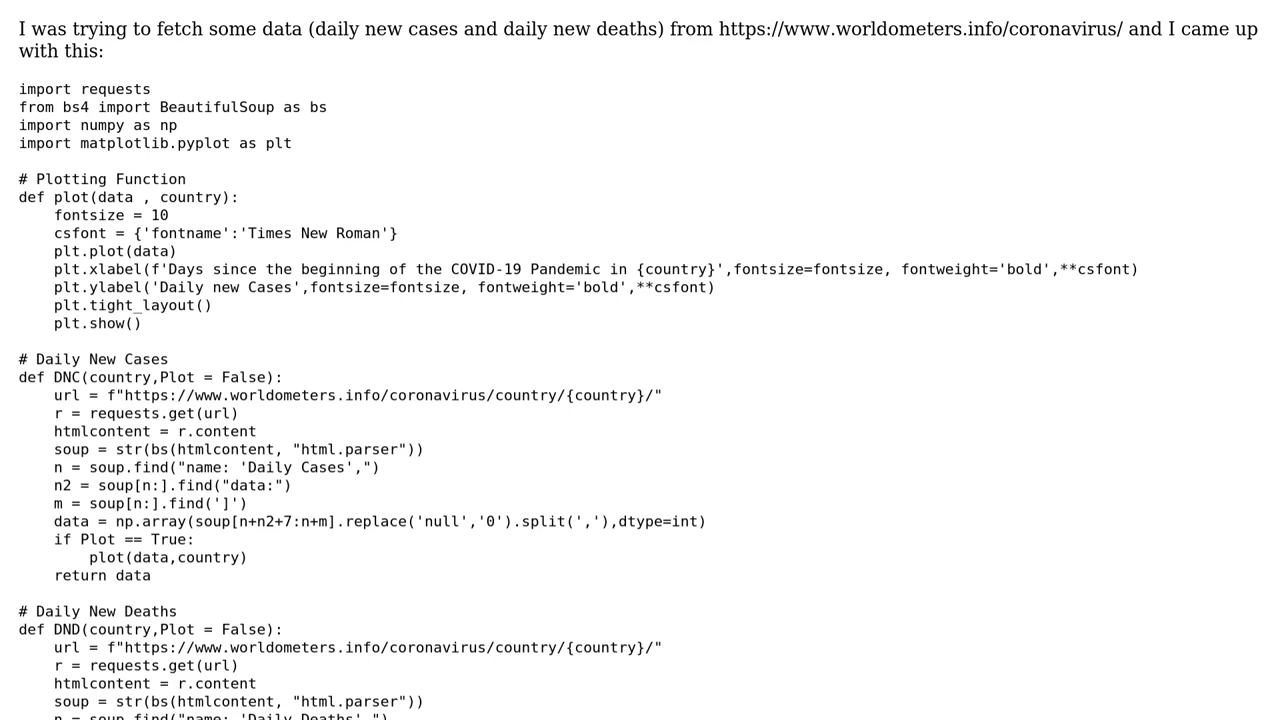 I was trying to fetch some data (daily new cases and daily new deaths) from https://www.worldometers.info/coronavirus/ and I came up
with this:
import requests
from bs4 import BeautifulSoup as bs
import numpy as np
import matplotlib.pyplot as plt
# Plotting Function
def plot(data , country):
    fontsize = 10
    csfont = {'fontname':'Times New Roman'}
    plt.plot(data)
    plt.xlabel(f'Days since the beginning of the COVID-19 Pandemic in {country}',fontsize=fontsize, fontweight='bold',**csfont)
    plt.ylabel('Daily new Cases',fontsize=fontsize, fontweight='bold',**csfont)
    plt.tight_layout()
    plt.show()
# Daily New Cases
def DNC(country,Plot = False):
    url = f"https://www.worldometers.info/coronavirus/country/{country}/"
    r = requests.get(url)
    htmlcontent = r.content
    soup = str(bs(htmlcontent, "html.parser"))
    n = soup.find("name: 'Daily Cases',")
    n2 = soup[n:].find("data:")
    m = soup[n:].find(']')
    data = np.array(soup[n+n2+7:n+m].replace('null','0').split(','),dtype=int)
    if Plot == True:
        plot(data,country)
    return data
# Daily New Deaths
def DND(country,Plot = False):
    url = f"https://www.worldometers.info/coronavirus/country/{country}/"
    r = requests.get(url)
    htmlcontent = r.content
    soup = str(bs(htmlcontent, "html.parser"))
    n = soup.find("name: 'Daily Deaths',")